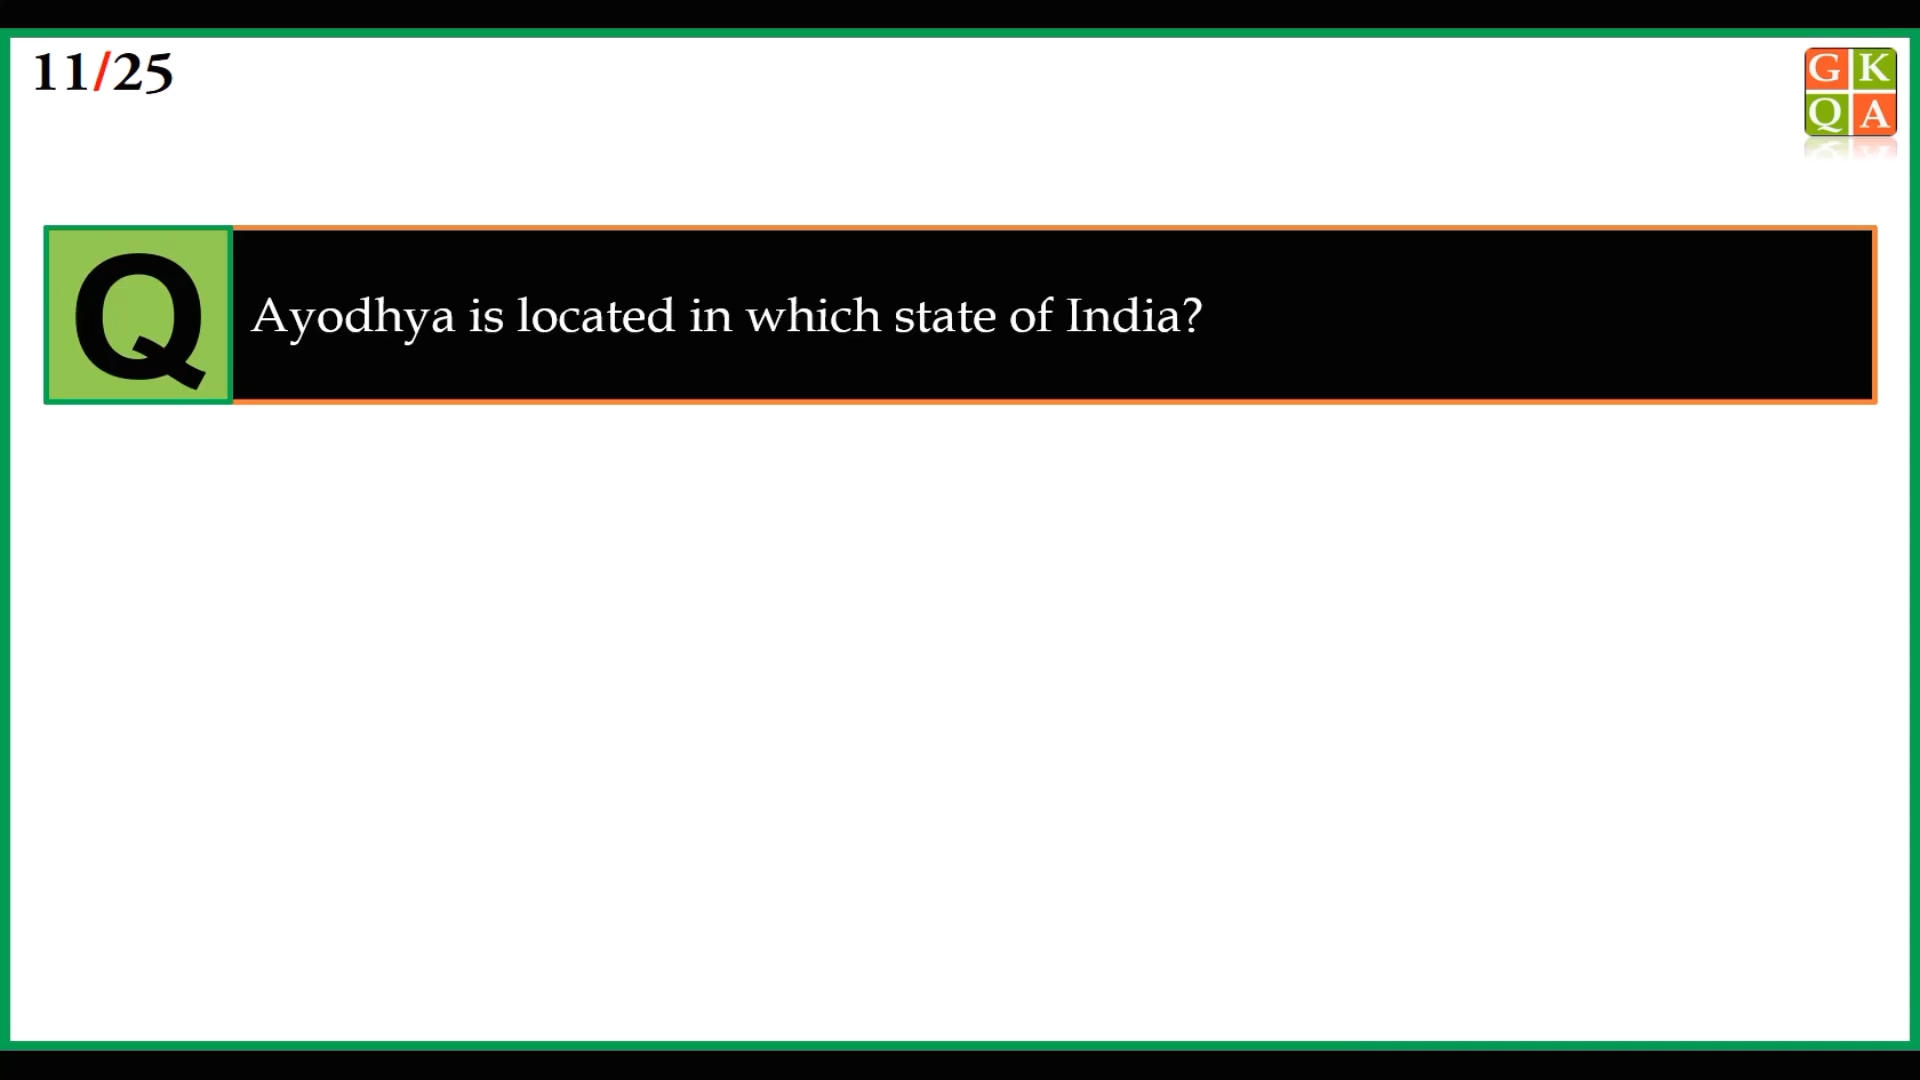 11/25
G K
Q A
Q
Ayodhya is located in which state of India?